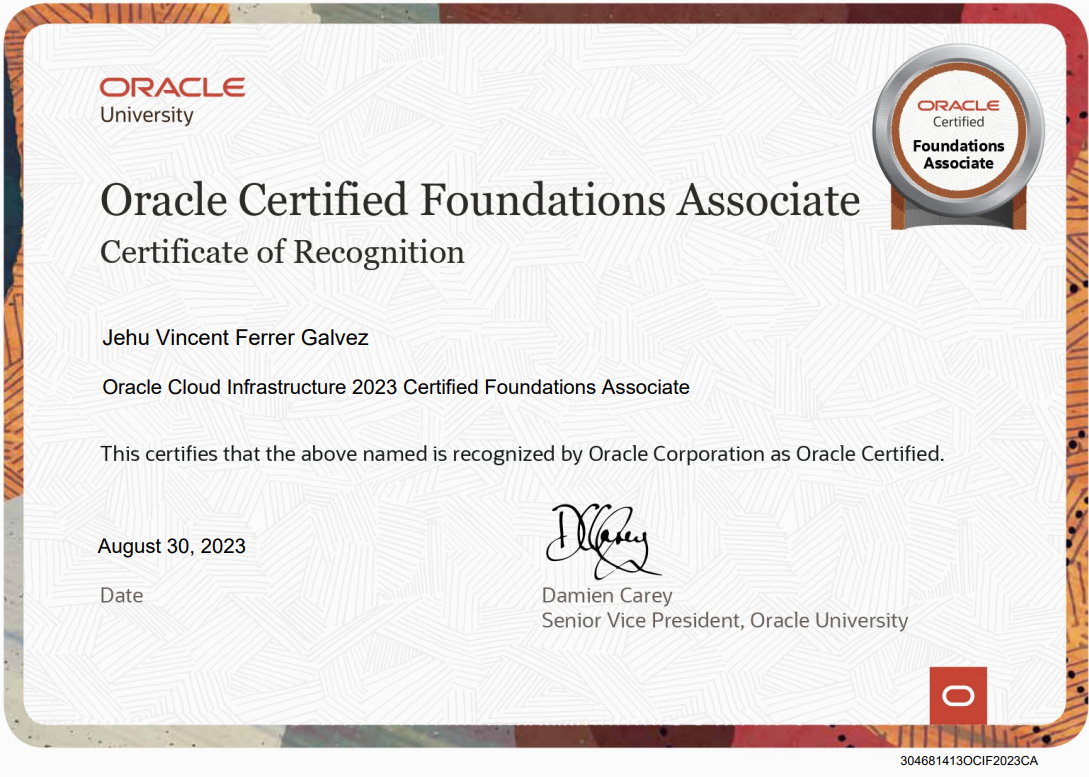 ORACLE
University
ORACLE
Certified
Foundations
Associate
Oracle Certified Foundations Associate
Certificate of Recognition
Jehu Vincent Ferrer Galvez
Oracle Cloud Infrastructure 2023 Certified Foundations Associate
This certifies that the above named is recognized by Oracle Corporation as Oracle Certified.
August 30, 2023
Date
DCarey
Damien Carey
Senior Vice President, Oracle University
304681413OCIF2023CA